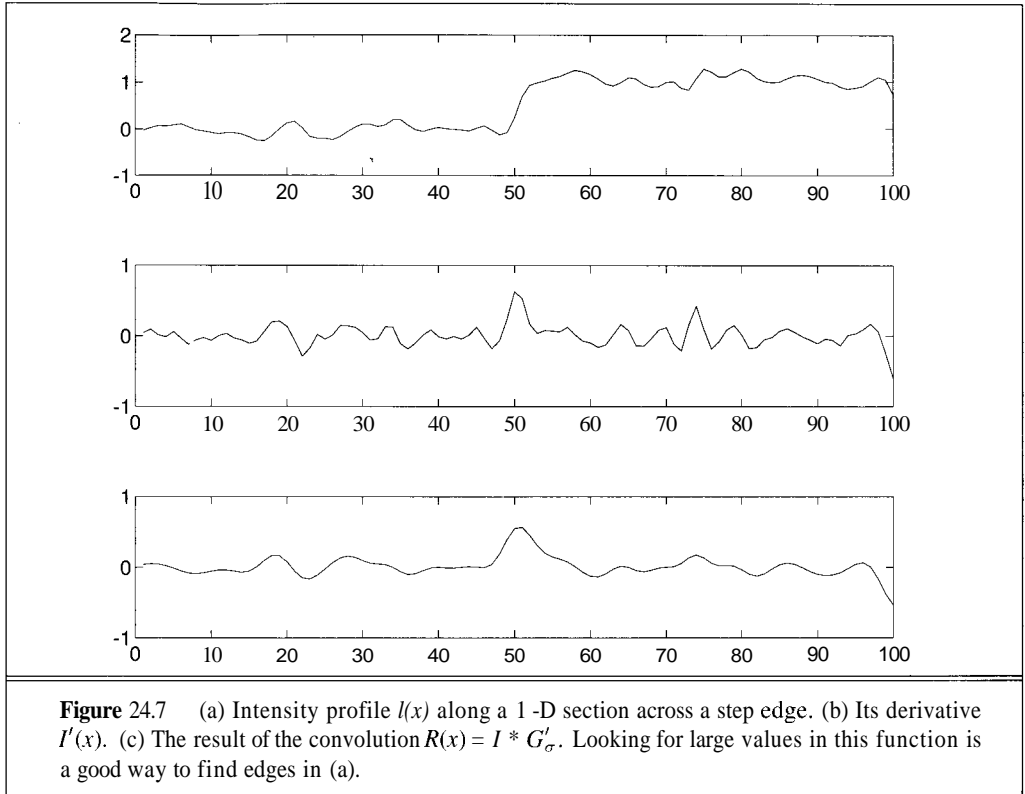 2
1
0
-1
0 10 20 30 40 50 60 70 80 90 100
1
0
-1
0 10 20 30 40 50 60 70 80 90 100
1
0
-1
0 10 20 30 40 50 60 70 80 90 100
Figure 24.7 (a) Intensity profile l(x) along a 1 -D section across a step edge. (b) Its derivative
I′(x). (c) The result of the convolution R(x) = I * G′σ. Looking for large values in this function is
a good way to find edges in (a).